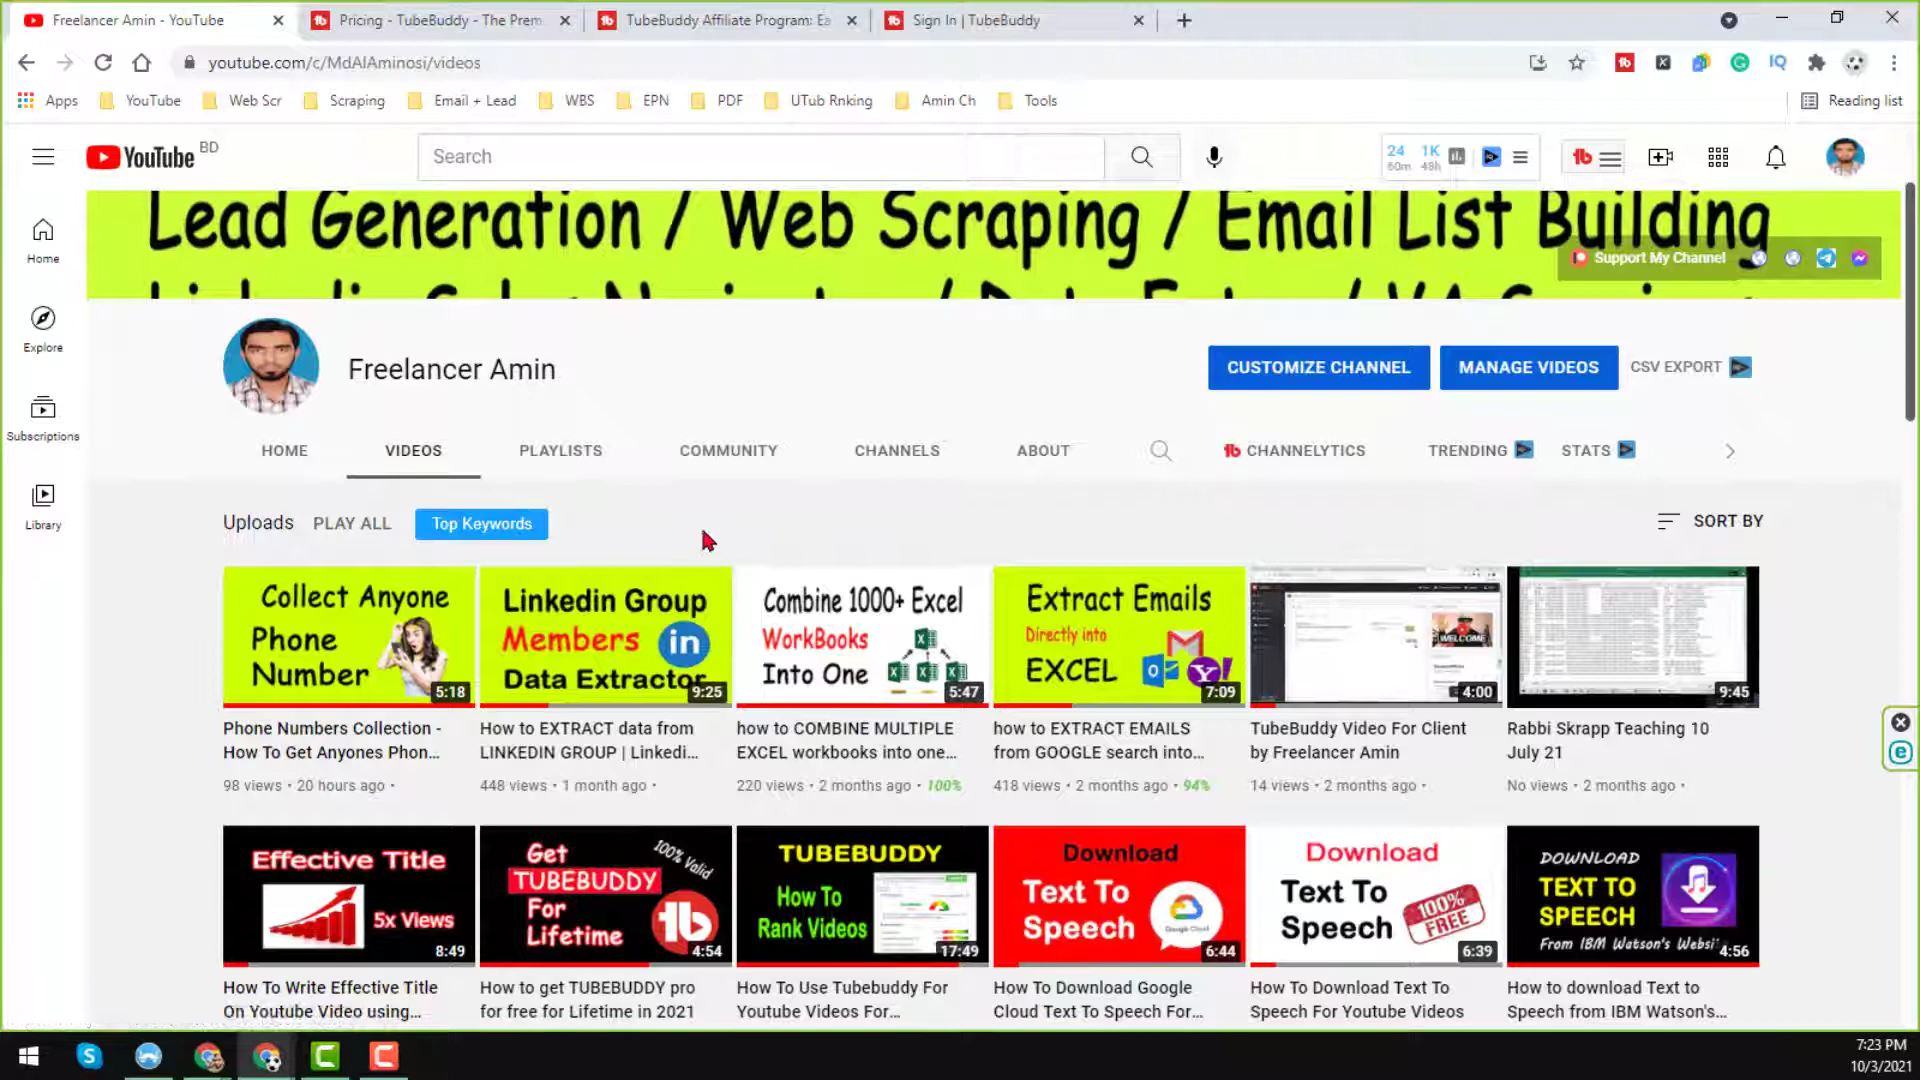 Freelancer Amin - YouTube
Pricing - TubeBuddy - The Prem
TubeBuddy Affiliate Program: Ea
Sign In | TubeBuddy
youtube.com/c/MdAlAminosi/videos
IQ
Apps
YouTube
Web Scr
Scraping
Email + Lead
WBS
EPN
PDF
UTub Rnking
Amin Ch
Tools
Reading list
YouTube BD
Search
24 1K
60m 48h
Lead Generation / Web Scraping / Email List Building
Support My Channel
Home
Explore
Subscriptions
Library
Freelancer Amin
CUSTOMIZE CHANNEL
MANAGE VIDEOS
CSV EXPORT
HOME
VIDEOS
PLAYLISTS
COMMUNITY
CHANNELS
ABOUT
CHANNELYTICS
TRENDING
STATS
Uploads
PLAY ALL
Top Keywords
SORT BY
Collect Anyone
Phone
Number
5:18
Linkedin Group
Members in
Data Extractor
9:25
Combine 1000+ Excel
WorkBooks
Into One
5:47
Extract Emails
Directly into
EXCEL
7:09
WELCOME
4:00
9:45
Phone Numbers Collection -
How To Get Anyones Phon...
98 views • 20 hours ago •
How to EXTRACT data from
LINKEDIN GROUP | Linkedi...
448 views • 1 month ago •
how to COMBINE MULTIPLE
EXCEL workbooks into one...
220 views • 2 months ago • 100%
how to EXTRACT EMAILS
from GOOGLE search into...
418 views • 2 months ago • 94%
TubeBuddy Video For Client
by Freelancer Amin
14 views • 2 months ago •
Rabbi Skrapp Teaching 10
July 21
No views • 2 months ago •
Effective Title
5x Views
8:49
Get
TUBEBUDDY
For
Lifetime
100% Valid
4:54
TUBEBUDDY
How To
Rank Videos
17:49
Download
Text To
Speech
Google Cloud
6:44
Download
Text To
Speech
100%
FREE
6:39
DOWNLOAD
TEXT TO
SPEECH
From IBM Watson's Websi
4:56
How To Write Effective Title
On Youtube Video using...
How to get TUBEBUDDY pro
for free for Lifetime in 2021
How To Use Tubebuddy For
Youtube Videos For...
How To Download Google
Cloud Text To Speech For...
How To Download Text To
Speech For Youtube Videos
How to download Text to
Speech from IBM Watson's...
7:23 PM
10/3/2021